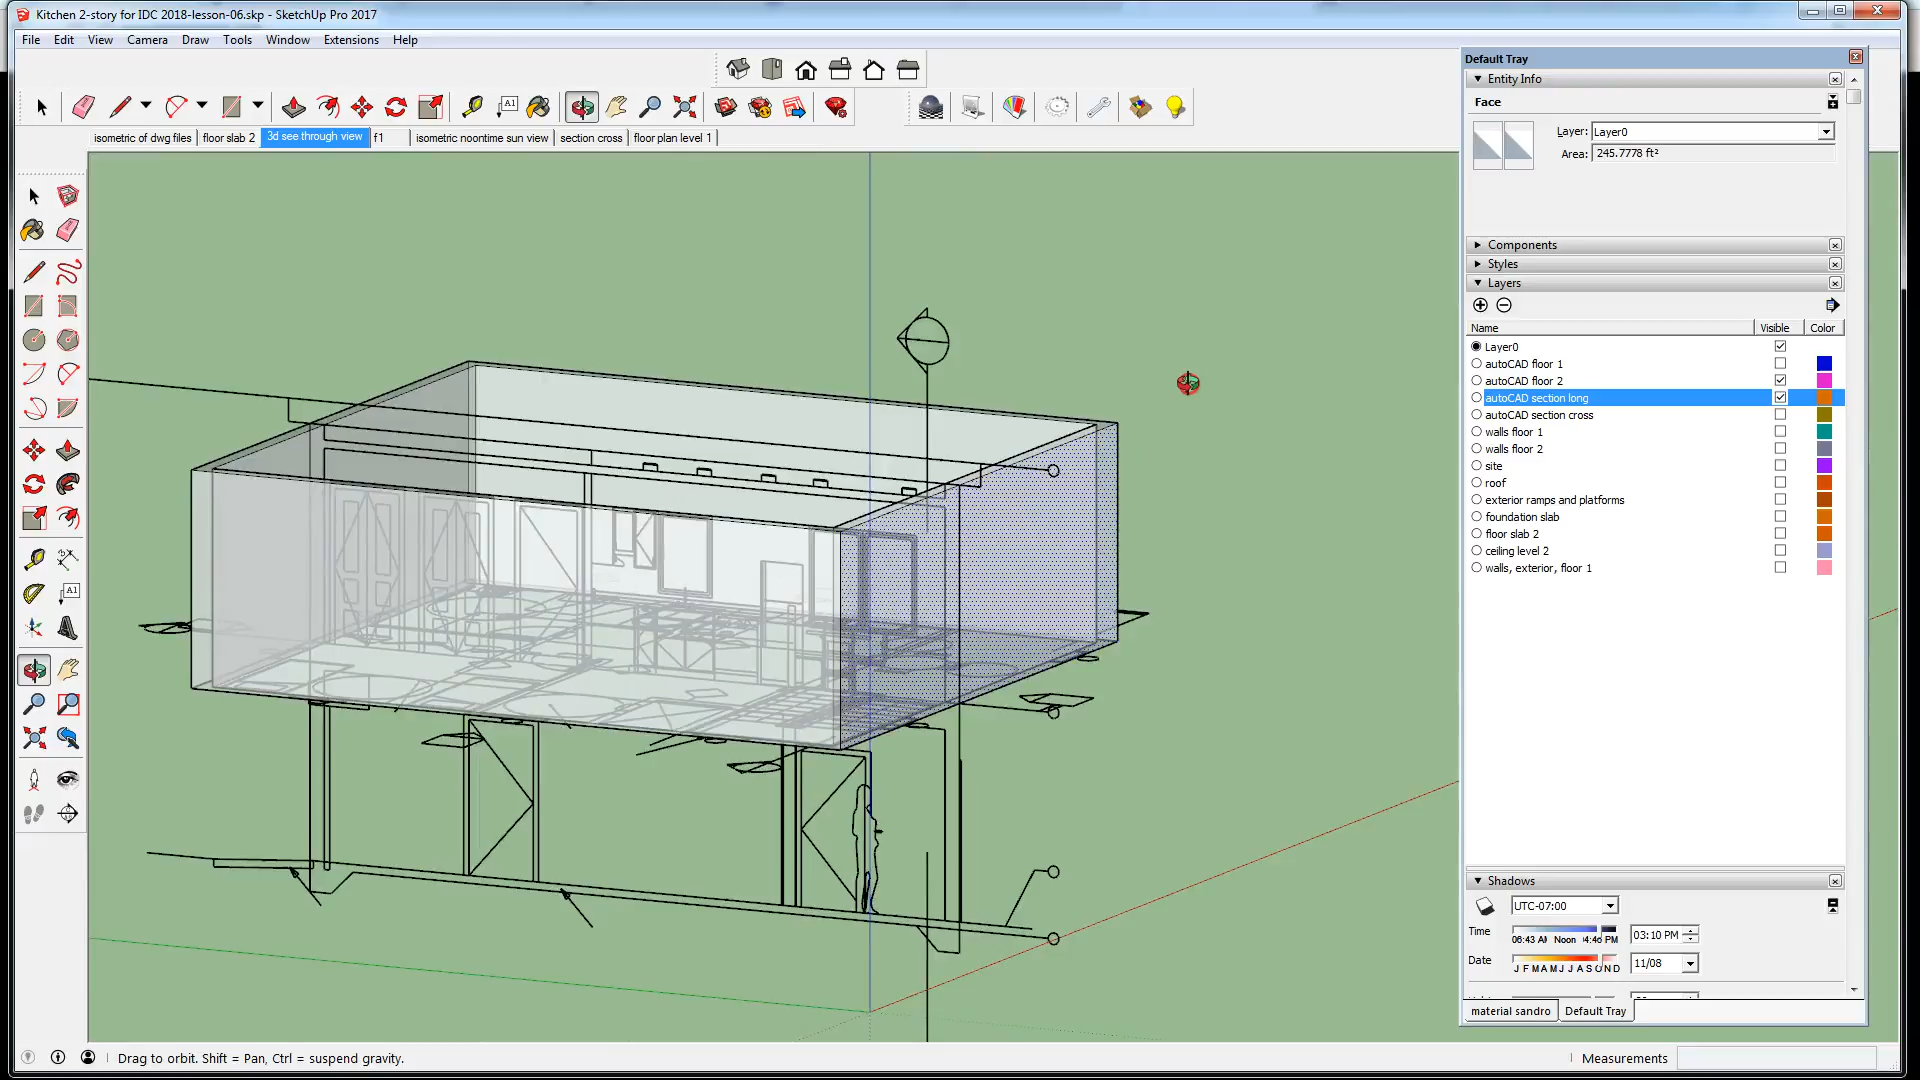 Kitchen 2-story for IDC 2018-lesson-06.skp - SketchUp Pro 2017
File Edit View Camera Draw Tools Window Extensions Help
A1
isometric of dwg files floor slab 2 3d see through view f1 isometric noontime sun view section cross floor plan level 1
A1
Default Tray
Entity Info
Face
Layer: Layer0
Area: 245.7778 ft²
Components
Styles
Layers
Name Visible Color
Layer0
autoCAD floor 1
autoCAD floor 2
autoCAD section long
autoCAD section cross
walls floor 1
walls floor 2
site
roof
exterior ramps and platforms
foundation slab
floor slab 2
ceiling level 2
walls, exterior, floor 1
Shadows
UTC-07:00
Time 03:10 PM
06:43 Noon PM
Date 11/08
J F M A M J J A S O N D
material sandro Default Tray
Drag to orbit. Shift = Pan, Ctrl = suspend gravity.
Measurements